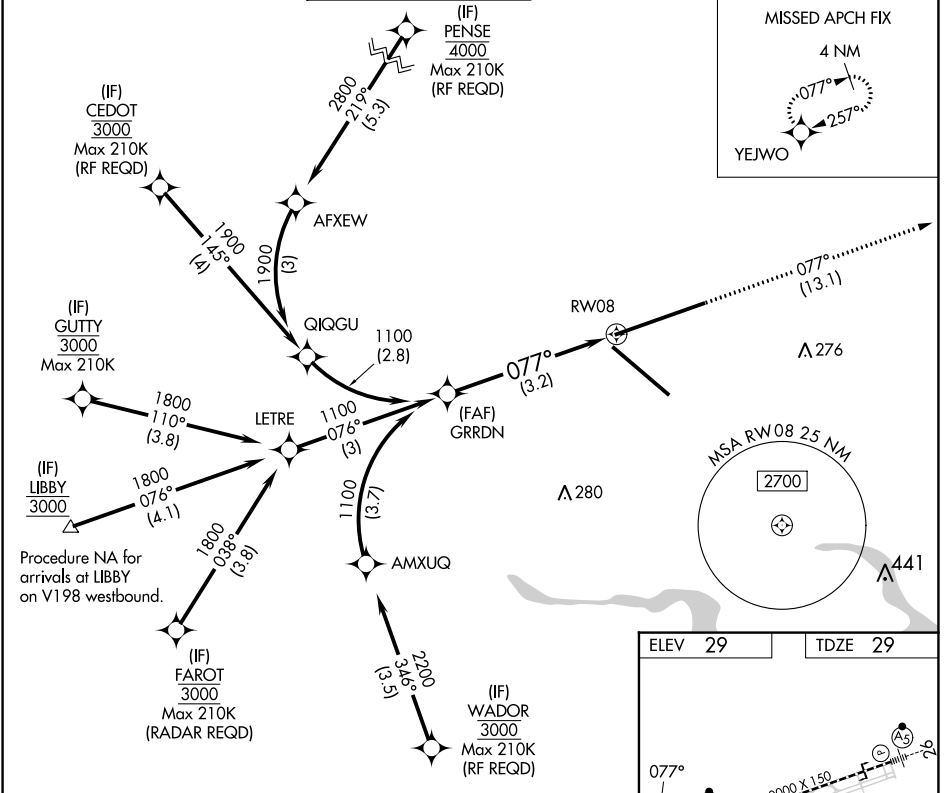 (IF)
PENSE
4000
Max 210K
(RF REQD)
MISSED APCH FIX
4 NM
077°
257°
YEJWO
(IF)
CEDOT
3000
Max 210K
(RF REQD)
2800
219°
(5.3)
AFXEW
1900
145°
(4)
1900
(3)
077°
(13.1)
(IF)
GUTTY
3000
Max 210K
QIQGU
1100
(2.8)
RW08
276
077°
(3.2)
1800
110°
(3.8)
LETRE
1100
076°
(3)
(FAF)
GRRDN
MSA RW08 25 NM
2700
(IF)
LIBBY
3000
1800
076°
(4.1)
280
1100
(3.7)
Procedure NA for
arrivals at LIBBY
on V198 westbound.
1800
038°
(3.8)
AMXUQ
441
(IF)
FAROT
3000
Max 210K
(RADAR REQD)
2200
346°
(3.5)
(IF)
WADOR
3000
Max 210K
(RF REQD)
ELEV 29
TDZE 29
A5
P
26
077°
X 150